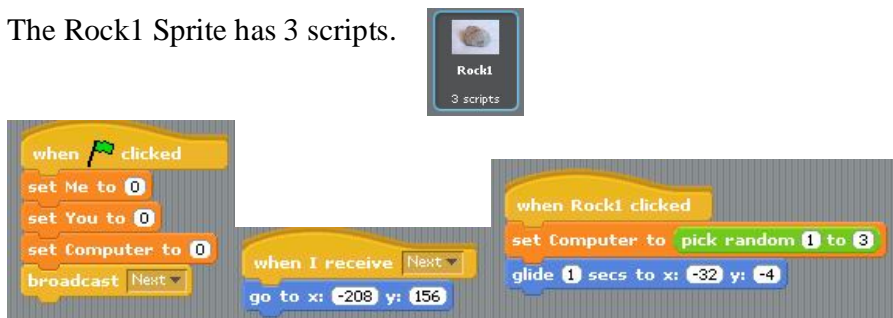 The Rock1 Sprite has 3 scripts.
Rock1
3 scripts
when clicked
set Me to 0
set You to 0
set Computer to 0
broadcast Next
when I receive Next
go to x: -208 y: 156
when Rock1 clicked
set Computer to pick random 1 to 3
glide 1 secs to x: -32 y: -4